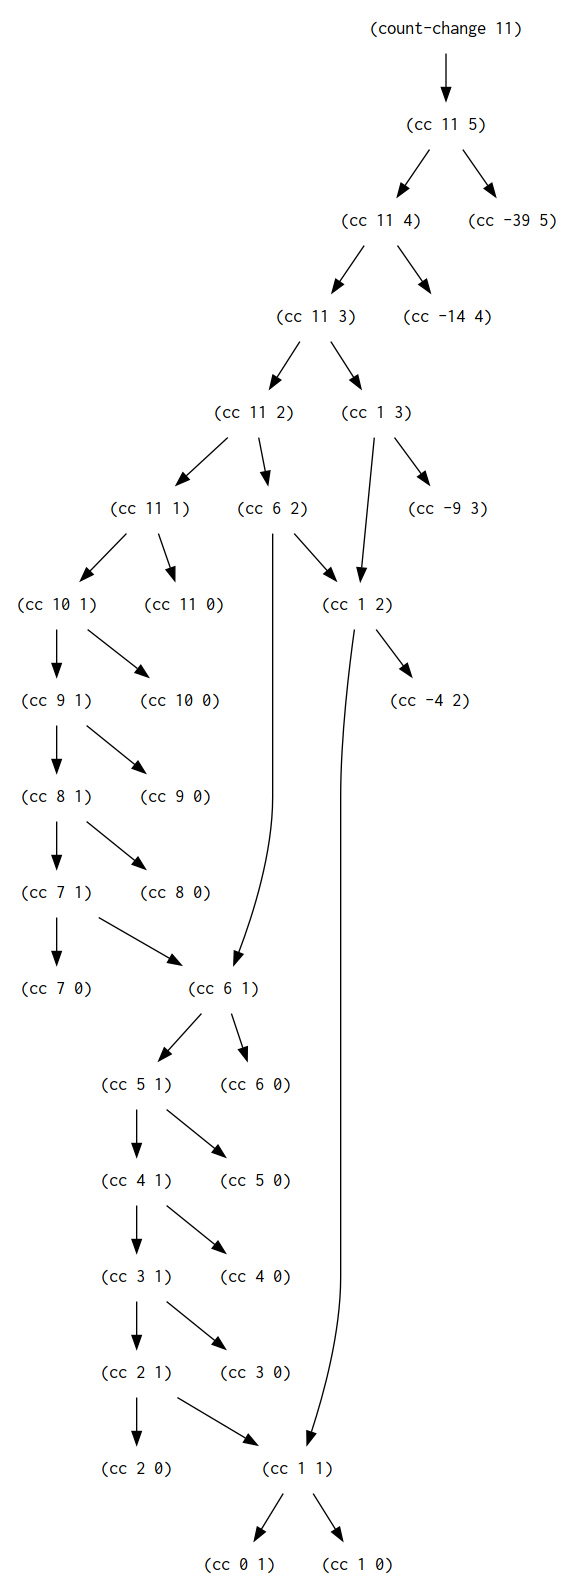 (count-change 11)
(cc 11 5)
(cc 11 4)
(cc -39 5)
(cc 11 3)
(cc -14 4)
(cc 11 2)
(cc 1 3)
(cc 11 1)
(cc 6 2)
(cc -9 3)
(cc 10 1)
(cc 11 0)
(cc 1 2)
(cc 9 1)
(cc 10 0)
(cc -4 2)
(cc 8 1)
(cc 9 0)
(cc 7 1)
(cc 8 0)
(cc 7 0)
(cc 6 1)
(cc 5 1)
(cc 6 0)
(cc 4 1)
(cc 5 0)
(cc 3 1)
(cc 4 0)
(cc 2 1)
(cc 3 0)
(cc 2 0)
(cc 1 1)
(cc 0 1)
(cc 1 0)